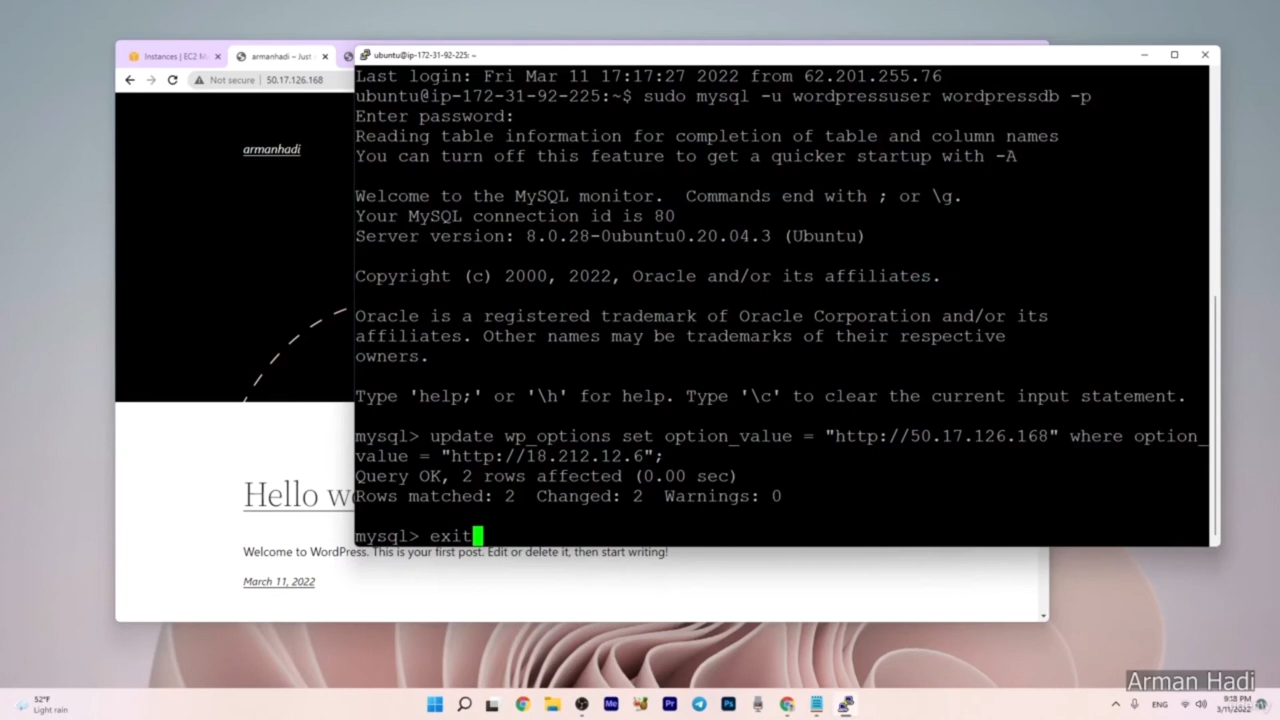 Instances | EC2 M
armanhadi – Just
ubuntu@ip-172-31-92-225: ~
Not secure | 50.17.126.168
armanhadi
Last login: Fri Mar 11 17:17:27 2022 from 62.201.255.76
ubuntu@ip-172-31-92-225:~$ sudo mysql -u wordpressuser wordpressdb -p
Enter password:
Reading table information for completion of table and column names
You can turn off this feature to get a quicker startup with -A
Welcome to the MySQL monitor.  Commands end with ; or \g.
Your MySQL connection id is 80
Server version: 8.0.28-0ubuntu0.20.04.3 (Ubuntu)
Copyright (c) 2000, 2022, Oracle and/or its affiliates.
Oracle is a registered trademark of Oracle Corporation and/or its
affiliates. Other names may be trademarks of their respective
owners.
Type 'help;' or '\h' for help. Type '\c' to clear the current input statement.
mysql> update wp_options set option_value = "http://50.17.126.168" where option_
value = "http://18.212.12.6";
Query OK, 2 rows affected (0.00 sec)
Rows matched: 2  Changed: 2  Warnings: 0
mysql> exit
Hello wo
Welcome to WordPress. This is your first post. Edit or delete it, then start writing!
March 11, 2022
Arman Hadi
52°F
Light rain
Me
Pr
Ps
ENG
9:18 PM
3/11/2022